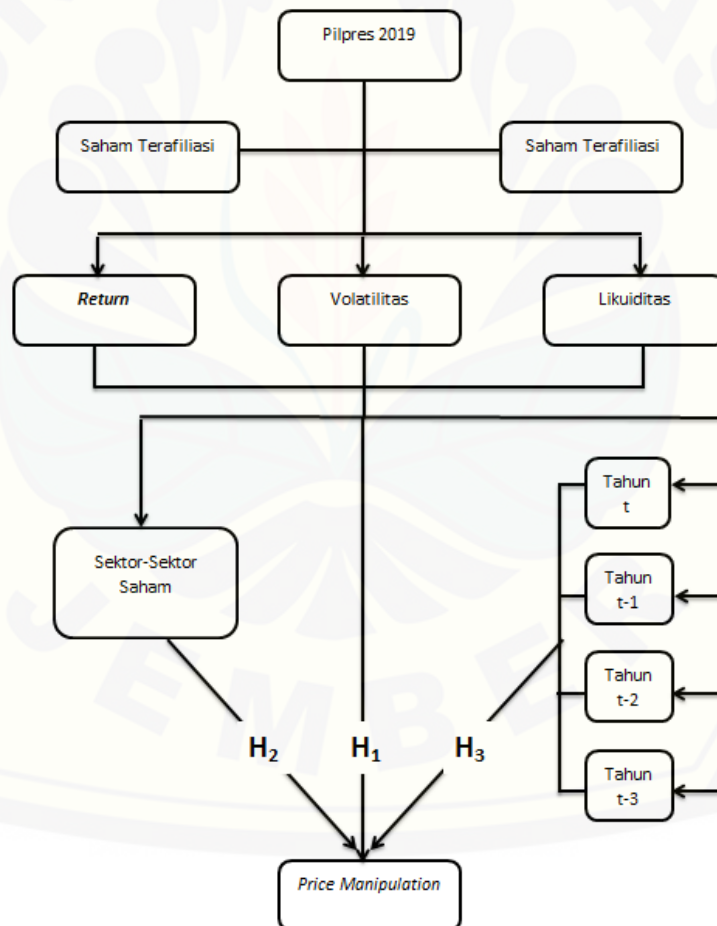 Pilpres 2019
Saham Terafiliasi
Saham Terafiliasi
Return
Volatilitas
Likuiditas
Tahun
t
Sektor-Sektor
Saham
Tahun
t-1
Tahun
t-2
H₂
H₁
H₃
Tahun
t-3
Price Manipulation
JEMBER